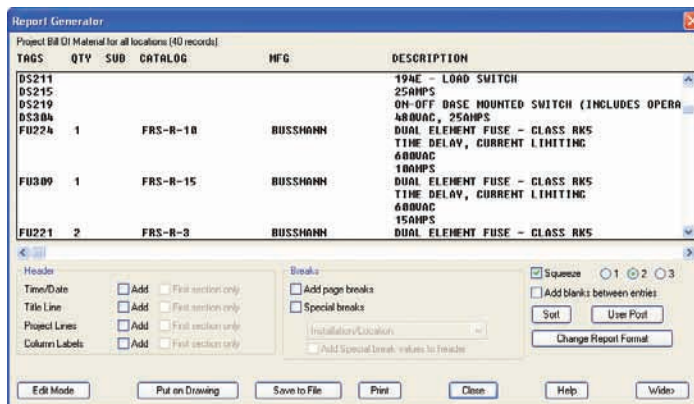 Report Generator
Project Bill Of Material for all locations (40 records)
TAGS QTY SUB CATALOG MFG DESCRIPTION
DS211 194E - LOAD SWITCH
DS215 25AMPS
DS219 ON-OFF BASE MOUNTED SWITCH (INCLUDES OPERA
DS304 480VAC, 25AMPS
FU224 1 FRS-R-10 BUSSMANN DUAL ELEMENT FUSE - CLASS RK5
TIME DELAY, CURRENT LIMITING
600VAC
10AMPS
FU309 1 FRS-R-15 BUSSMANN DUAL ELEMENT FUSE - CLASS RK5
TIME DELAY, CURRENT LIMITING
600VAC
15AMPS
FU221 2 FRS-R-3 BUSSMANN DUAL ELEMENT FUSE - CLASS RK5
Header
Time/Date Add First section only
Title Line Add First section only
Project Lines Add First section only
Column Labels Add First section only
Breaks
Add page breaks
Special breaks
Installation/Location
Add Special break values to header
Squeeze 1 2 3
Add blanks between entries
Sort User Post
Change Report Format
Edit Mode Put on Drawing Save to File Print Close Help Wide>